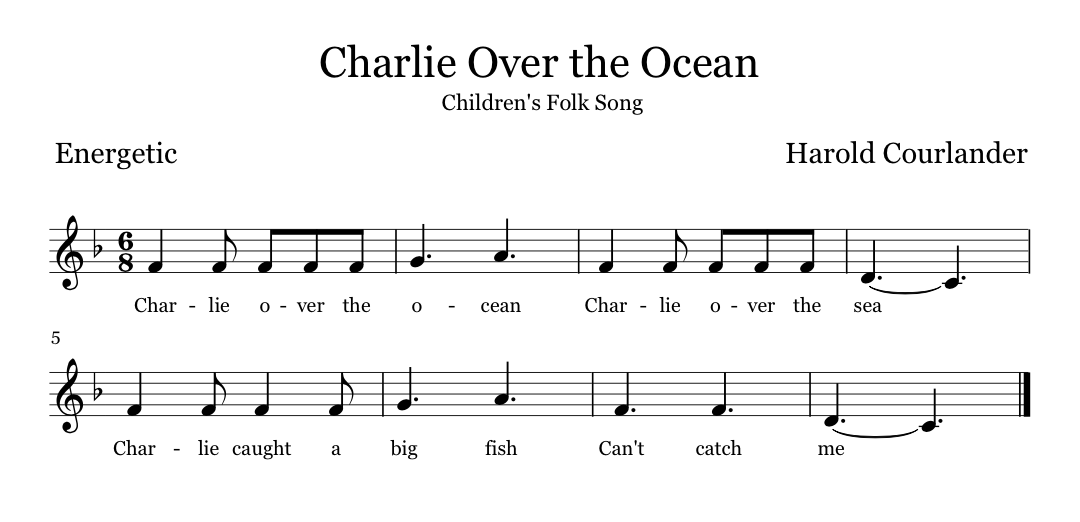 Charlie Over the Ocean
Children's Folk Song
Energetic Harold Courlander
6
8
Char - lie o - ver the o - cean Char - lie o - ver the sea
5
Char - lie caught a big fish Can't catch me